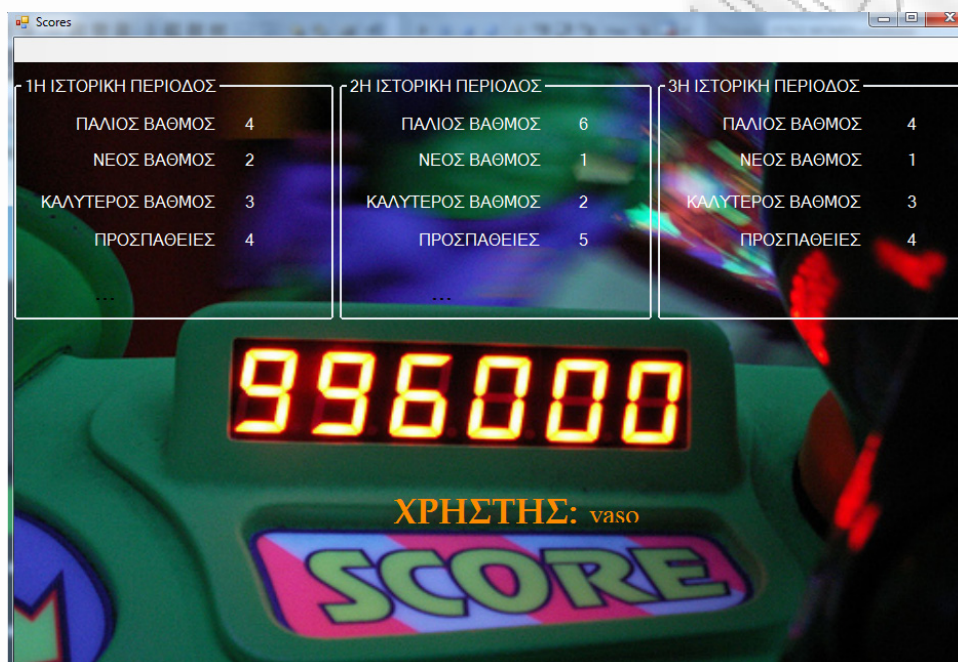 Scores
1Η ΙΣΤΟΡΙΚΗ ΠΕΡΙΟΔΟΣ
ΠΑΛΙΟΣ ΒΑΘΜΟΣ 4
ΝΕΟΣ ΒΑΘΜΟΣ 2
ΚΑΛΥΤΕΡΟΣ ΒΑΘΜΟΣ 3
ΠΡΟΣΠΑΘΕΙΕΣ 4
...
2Η ΙΣΤΟΡΙΚΗ ΠΕΡΙΟΔΟΣ
ΠΑΛΙΟΣ ΒΑΘΜΟΣ 6
ΝΕΟΣ ΒΑΘΜΟΣ 1
ΚΑΛΥΤΕΡΟΣ ΒΑΘΜΟΣ 2
ΠΡΟΣΠΑΘΕΙΕΣ 5
...
3Η ΙΣΤΟΡΙΚΗ ΠΕΡΙΟΔΟΣ
ΠΑΛΙΟΣ ΒΑΘΜΟΣ 4
ΝΕΟΣ ΒΑΘΜΟΣ 1
ΚΑΛΥΤΕΡΟΣ ΒΑΘΜΟΣ 3
ΠΡΟΣΠΑΘΕΙΕΣ 4
...
996000
ΧΡΗΣΤΗΣ: vaso
SCORE